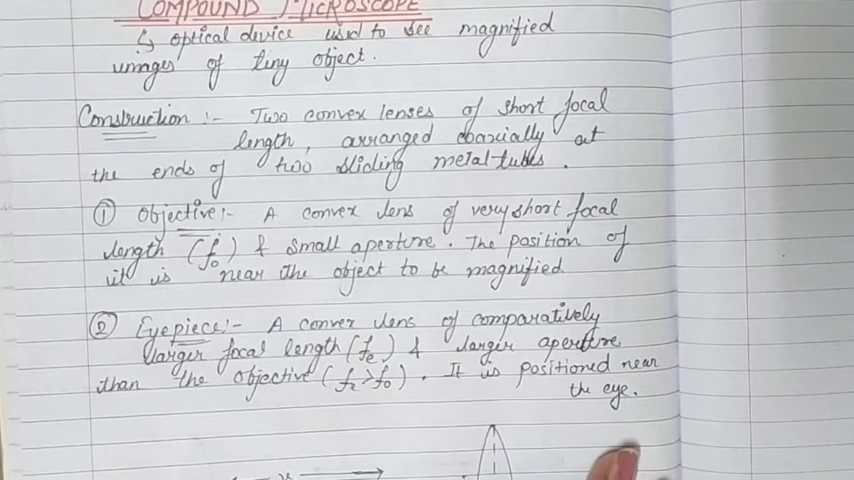 COMPOUND MICROSCOPE
↳ optical device used to see magnified
images of tiny object.
Construction :- Two convex lenses of short focal
length, arranged coaxially at
the ends of two sliding metal tubes.
① Objective:- A convex lens of very short focal
length (fo) & small aperture. The position of
it is near the object to be magnified
② Eyepiece:- A convex lens of comparatively
larger focal length (fe) & larger aperture
than the objective (fe>fo). It is positioned near
the eye.